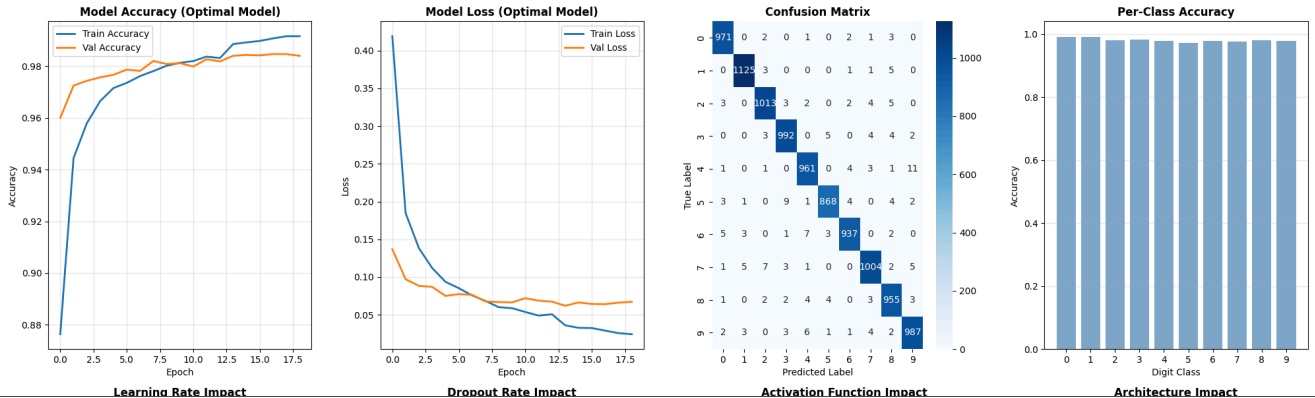 Model Accuracy (Optimal Model)
Train Accuracy
Val Accuracy
0.98
0.96
0.94
0.92
0.90
0.88
Accuracy
0.0 2.5 5.0 7.5 10.0 12.5 15.0 17.5
Epoch
Model Loss (Optimal Model)
Train Loss
Val Loss
0.40
0.35
0.30
0.25
0.20
0.15
0.10
0.05
Loss
0.0 2.5 5.0 7.5 10.0 12.5 15.0 17.5
Epoch
Confusion Matrix
True Label
0 971 0 2 0 1 0 2 1 3 0
1 0 1125 3 0 0 0 1 1 5 0
2 3 0 1013 3 2 0 2 4 5 0
3 0 0 3 992 0 5 0 4 4 2
4 1 0 1 0 961 0 4 3 1 11
5 3 1 0 9 1 868 4 0 4 2
6 5 3 0 1 7 3 937 0 2 0
7 1 5 7 3 1 0 0 1004 2 5
8 1 0 2 2 4 4 0 3 955 3
9 2 3 0 3 6 1 1 4 2 987
0 1 2 3 4 5 6 7 8 9
Predicted Label
1000
800
600
400
200
0
Per-Class Accuracy
1.0
0.8
0.6
0.4
0.2
0.0
Accuracy
0 1 2 3 4 5 6 7 8 9
Digit Class
Learning Rate Impact
Dropout Rate Impact
Activation Function Impact
Architecture Impact